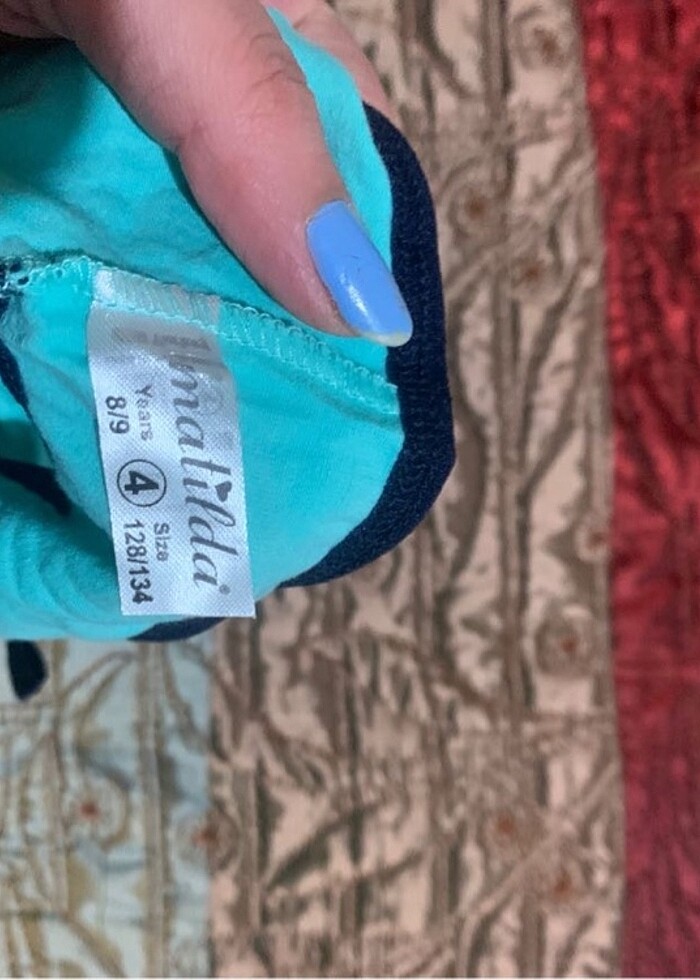 matilda®
Years Size
8/9 ④ 128/134